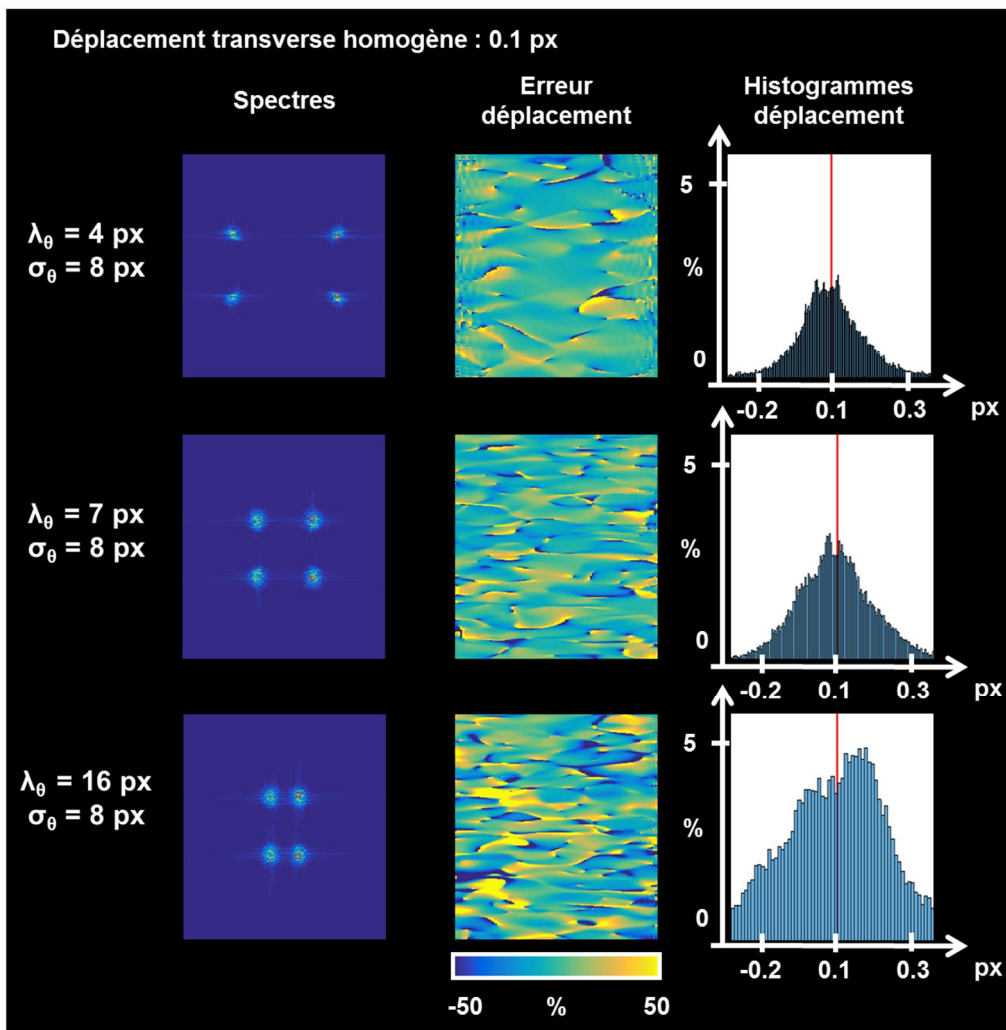 Déplacement transverse homogène : 0.1 px
Spectres
Erreur
déplacement
Histogrammes
déplacement
λθ = 4 px
σθ = 8 px
5
%
0
-0.2 0.1 0.3 px
λθ = 7 px
σθ = 8 px
5
%
0
-0.2 0.1 0.3 px
λθ = 16 px
σθ = 8 px
5
%
0
-0.2 0.1 0.3 px
-50 % 50